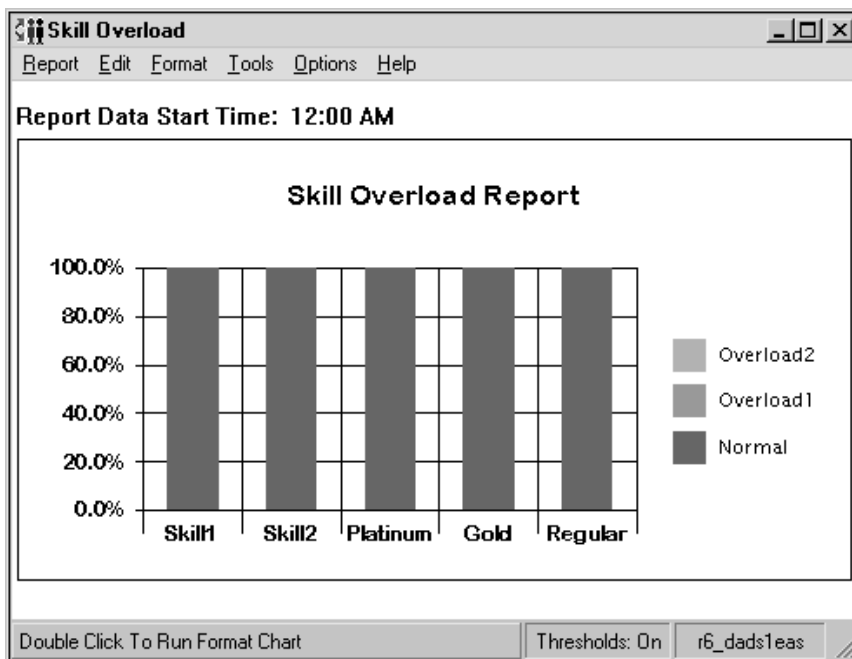 Skill Overload
Report Edit Format Tools Options Help
Report Data Start Time: 12:00 AM
Skill Overload Report
100.0%
80.0%
60.0%
40.0%
20.0%
0.0%
Skill1 Skill2 Platinum Gold Regular
Overload2
Overload1
Normal
Double Click To Run Format Chart Thresholds: On r6_dads1eas